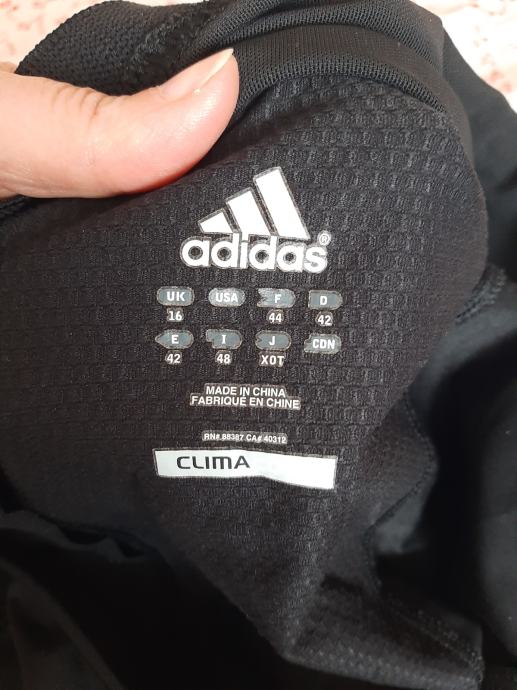 adidas®
UK USA F D
16 44 42
E I J CDN
42 48 XOT
MADE IN CHINA
FABRIQUÉ EN CHINE
RN# 88387 CA# 40312
CLIMA